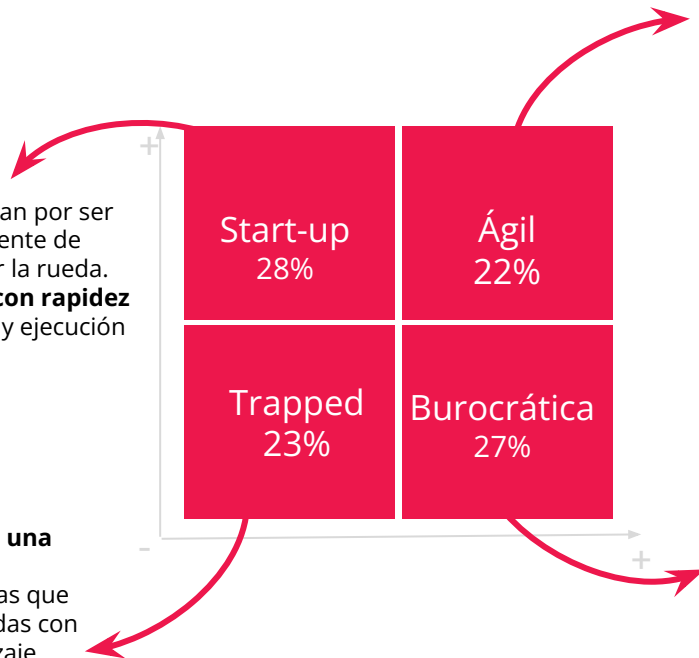 +
an por ser
ente de
r la rueda.
con rapidez
y ejecución
Start-up
28%
Ágil
22%
Trapped
23%
Burocrática
27%
una
-
+
as que
das con
zaje